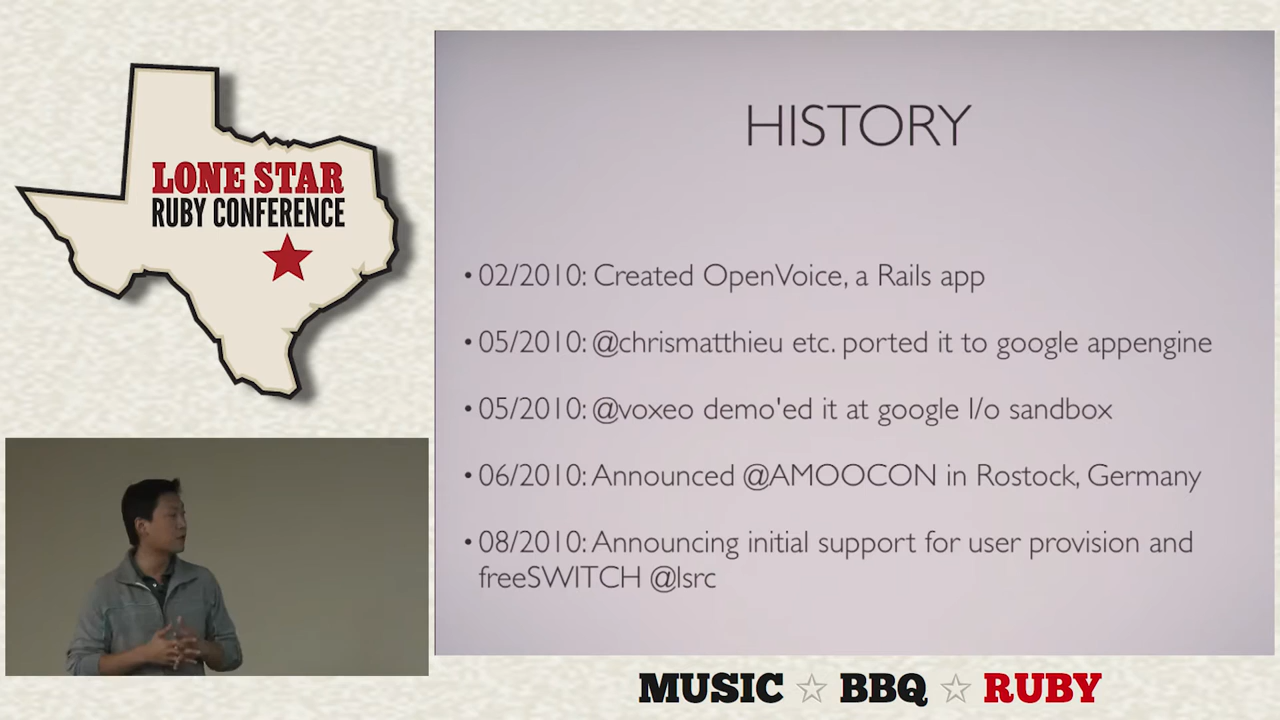 LONE STAR
RUBY CONFERENCE
HISTORY
• 02/2010: Created OpenVoice, a Rails app
• 05/2010: @chrismatthieu etc. ported it to google appengine
• 05/2010: @voxeo demo'ed it at google I/o sandbox
• 06/2010: Announced @AMOOCON in Rostock, Germany
• 08/2010: Announcing initial support for user provision and
freeSWITCH @lsrc
MUSIC ☆ BBQ ☆ RUBY